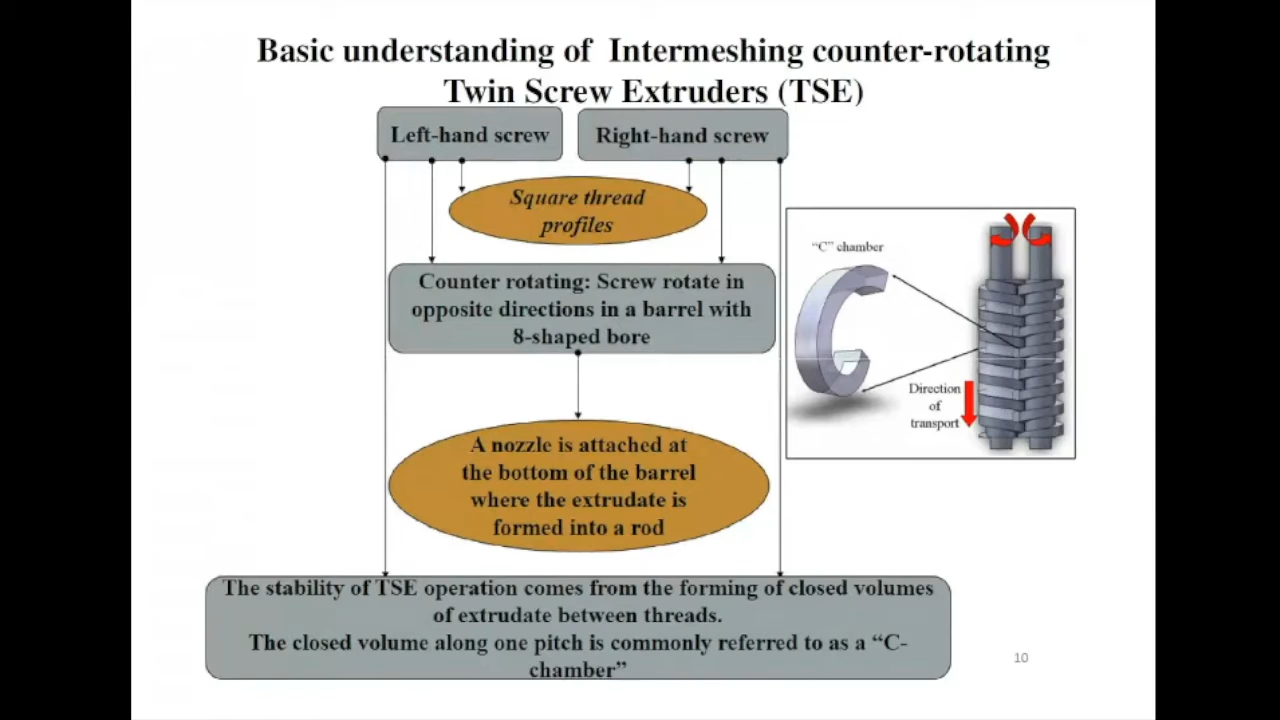 Basic understanding of Intermeshing counter-rotating
Twin Screw Extruders (TSE)
Left-hand screw
Right-hand screw
Square thread
profiles
Counter rotating: Screw rotate in
opposite directions in a barrel with
8-shaped bore
A nozzle is attached at
the bottom of the barrel
where the extrudate is
formed into a rod
The stability of TSE operation comes from the forming of closed volumes
of extrudate between threads.
The closed volume along one pitch is commonly referred to as a “C-
chamber”
“C” chamber
Direction
of
transport
10